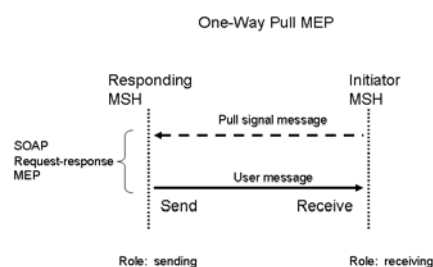 One-Way Pull MEP
Responding
MSH
Initiator
MSH
Pull signal message
SOAP
Request-response
MEP
User message
Send
Receive
Role: sending
Role: receiving